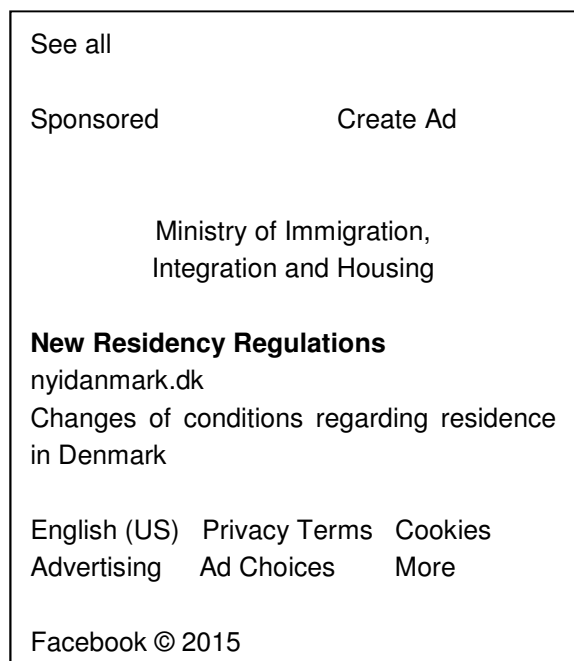 See all
Sponsored Create Ad
Ministry of Immigration,
Integration and Housing
New Residency Regulations
nyidanmark.dk
Changes of conditions regarding residence
in Denmark
English (US) Privacy Terms Cookies
Advertising Ad Choices More
Facebook © 2015